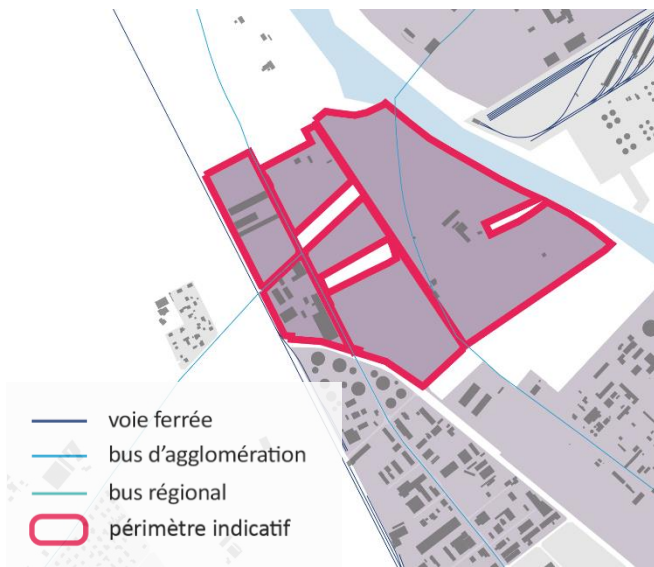 voie ferrée
bus d'agglomération
bus régional
périmètre indicatif